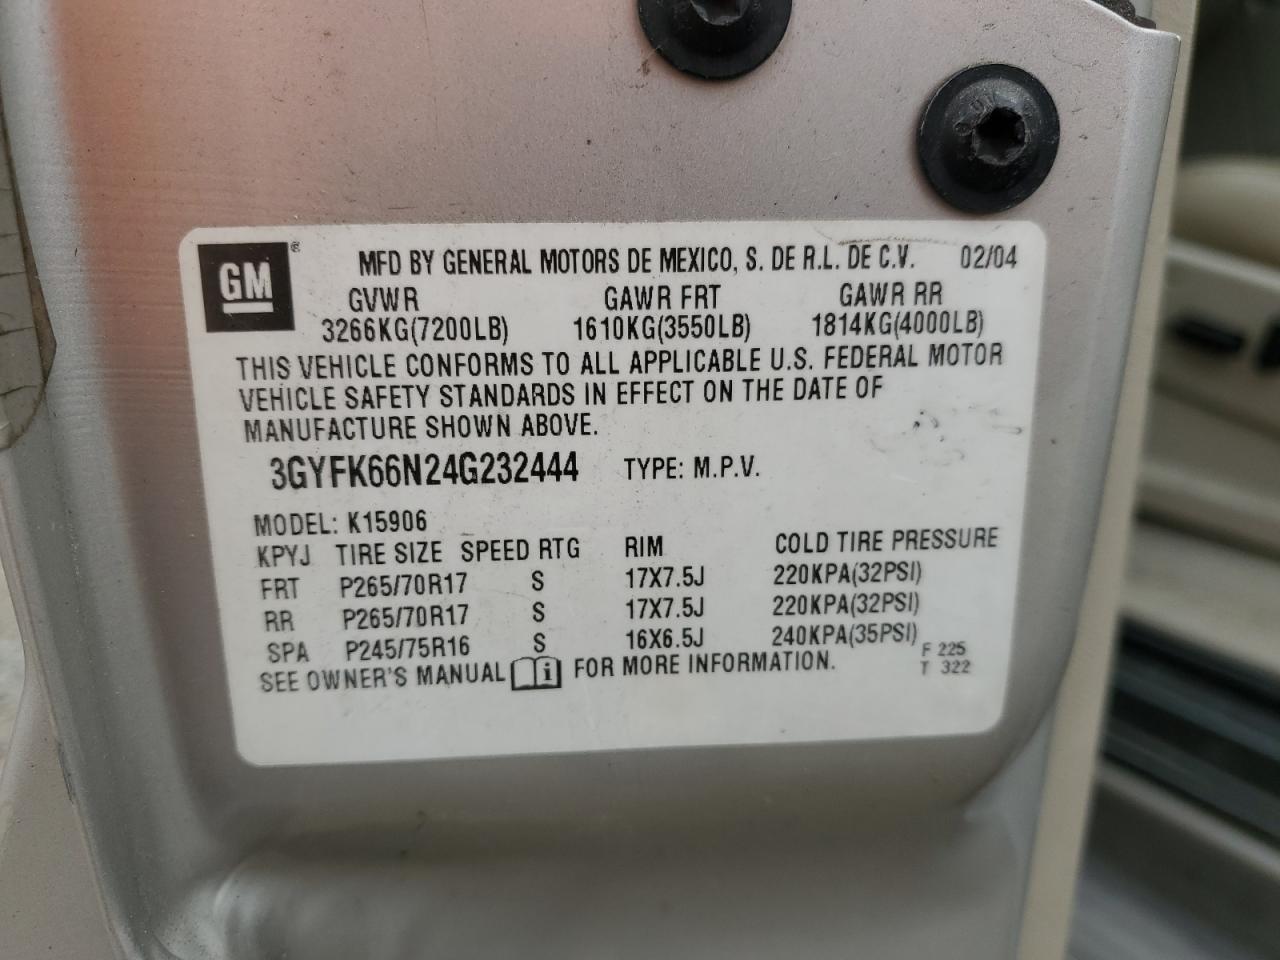 GM® MFD BY GENERAL MOTORS DE MEXICO, S. DE R.L. DE C.V. 02/04
GVWR GAWR FRT GAWR RR
3266KG(7200LB) 1610KG(3550LB) 1814KG(4000LB)
THIS VEHICLE CONFORMS TO ALL APPLICABLE U.S. FEDERAL MOTOR
VEHICLE SAFETY STANDARDS IN EFFECT ON THE DATE OF
MANUFACTURE SHOWN ABOVE.
3GYFK66N24G232444 TYPE: M.P.V.
MODEL: K15906
KPYJ TIRE SIZE SPEED RTG RIM COLD TIRE PRESSURE
FRT P265/70R17 S 17X7.5J 220KPA(32PSI)
RR P265/70R17 S 17X7.5J 220KPA(32PSI)
SPA P245/75R16 S 16X6.5J 240KPA(35PSI)
SEE OWNER'S MANUAL i FOR MORE INFORMATION.
F 225
T 322